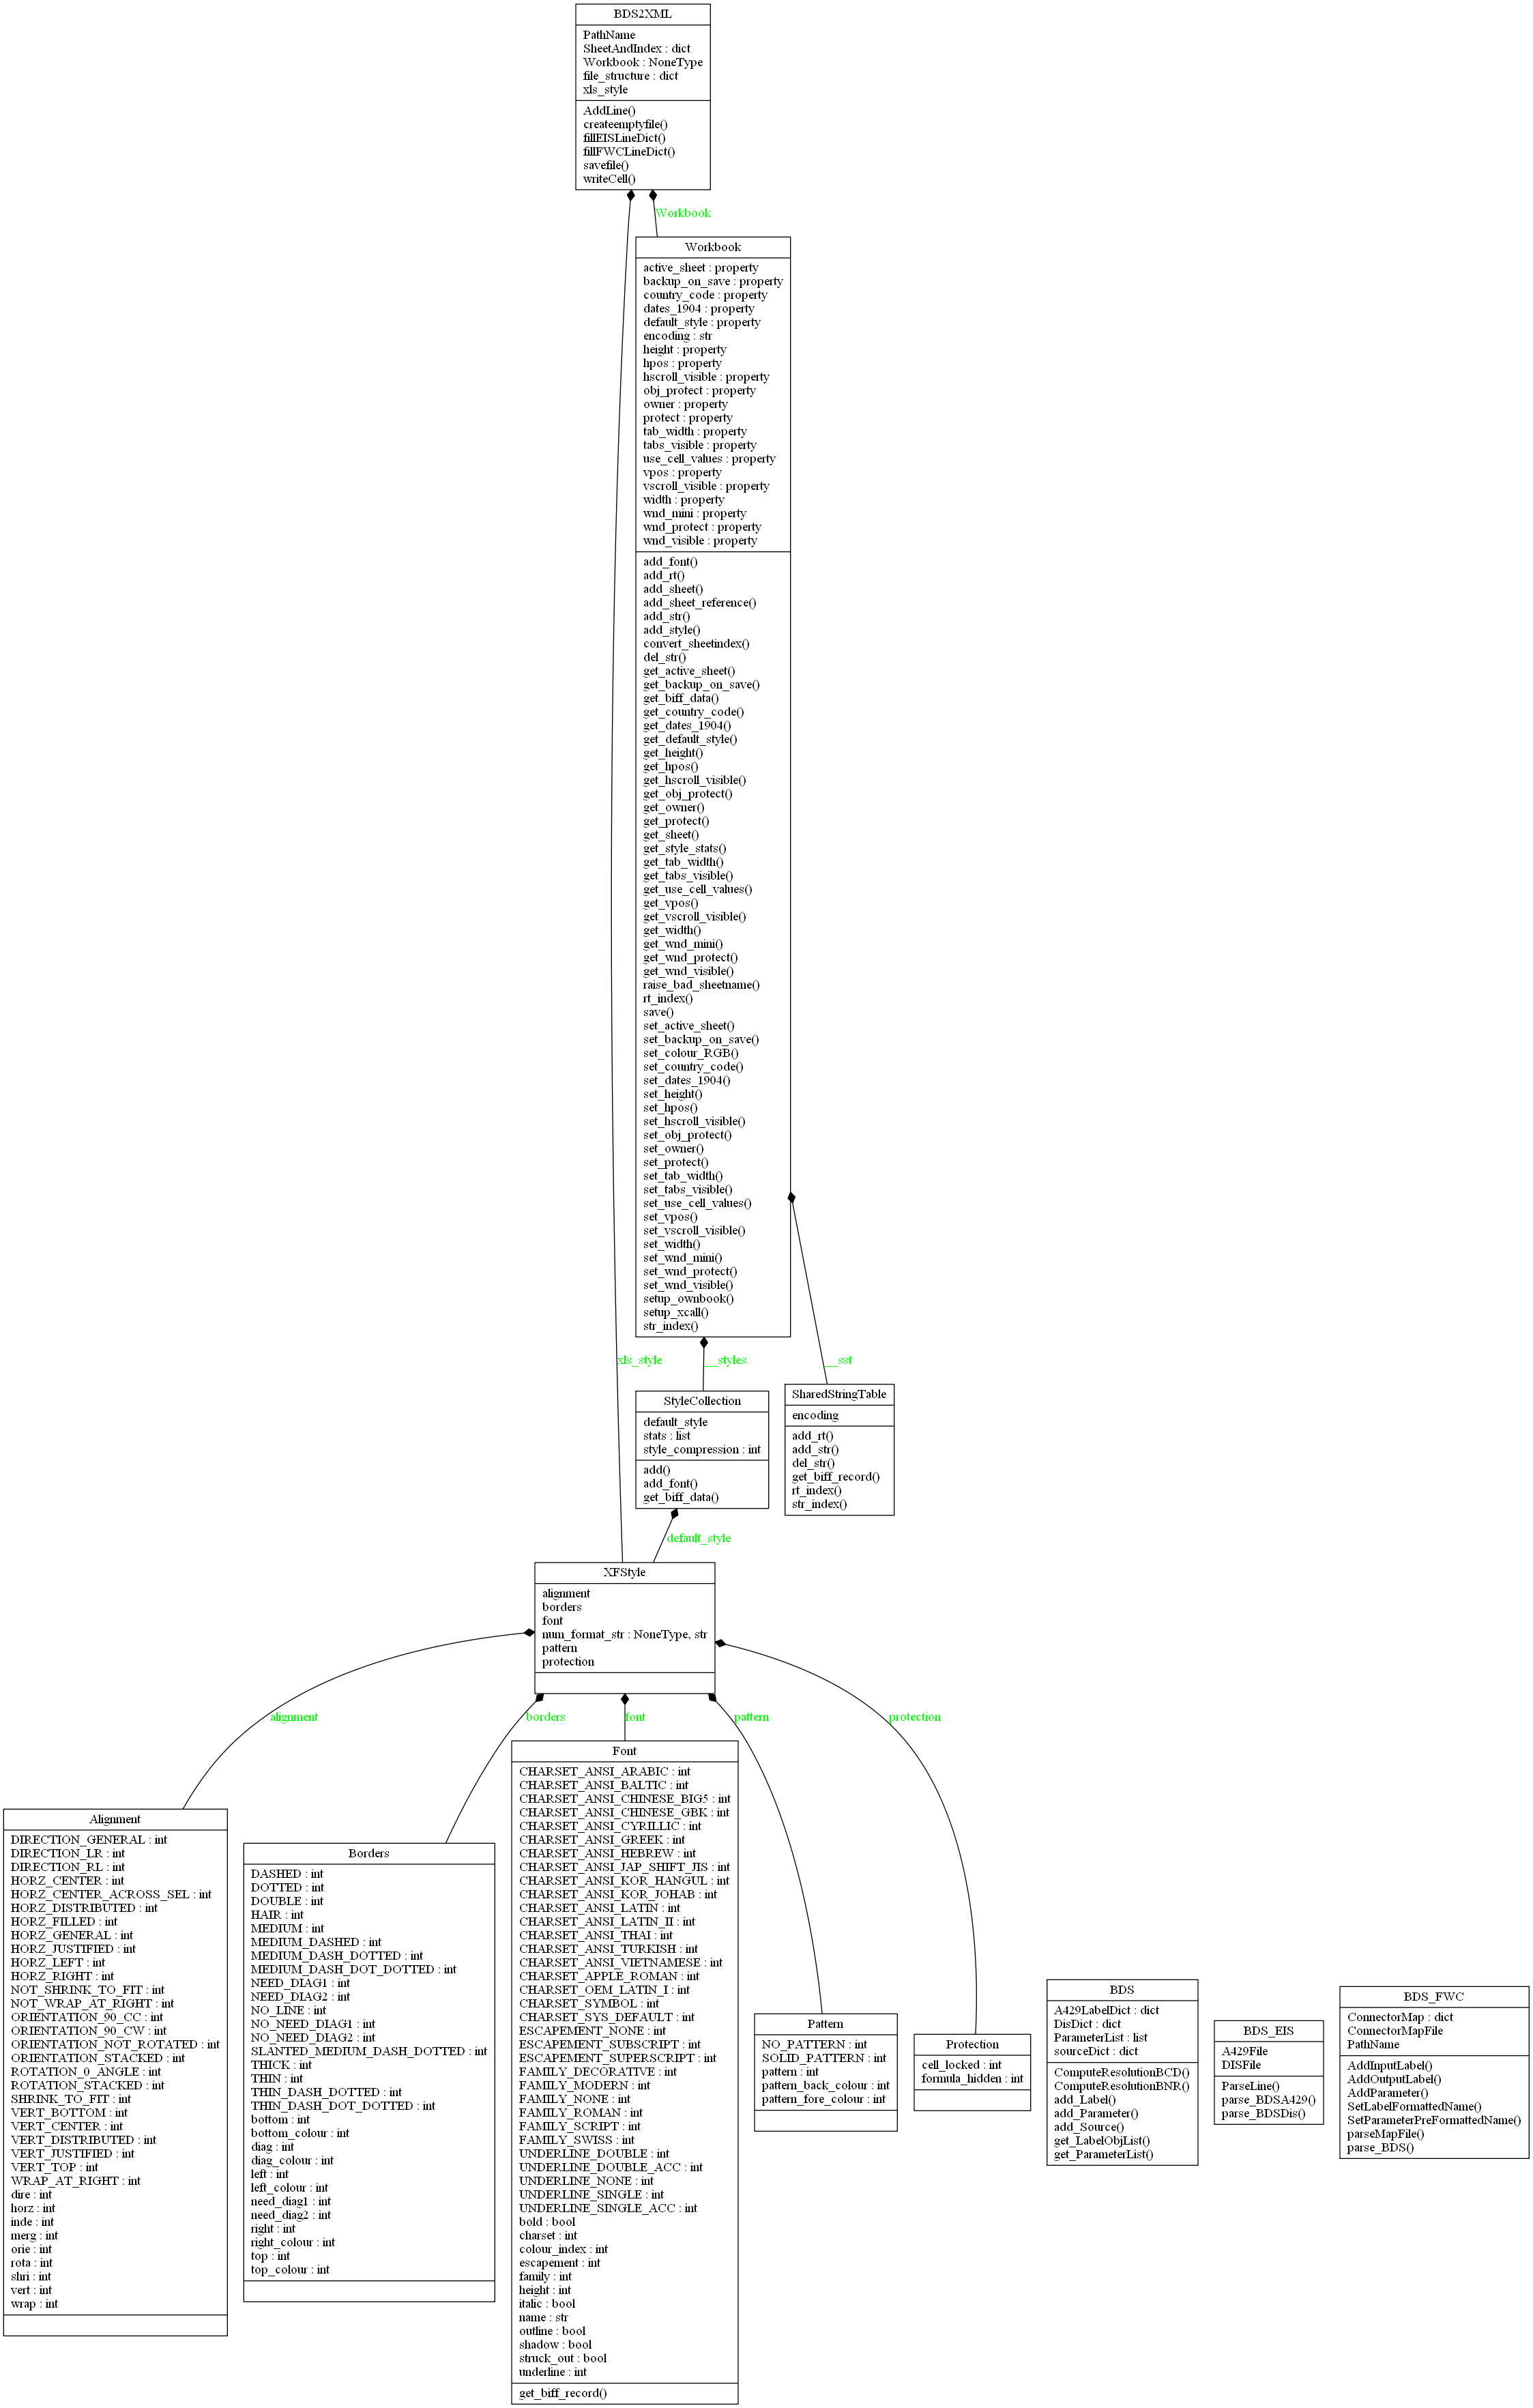 BDS2XML
PathName
SheetAndIndex : dict
Workbook : NoneType
file_structure : dict
xls_style
AddLine()
createemptyfile()
fillEISLineDict()
fillFWCLineDict()
savefile()
writeCell()
Workbook
Workbook
active_sheet : property
backup_on_save : property
country_code : property
dates_1904 : property
default_style : property
encoding : str
height : property
hpos : property
hscroll_visible : property
obj_protect : property
owner : property
protect : property
tab_width : property
tabs_visible : property
use_cell_values : property
vpos : property
vscroll_visible : property
width : property
wnd_mini : property
wnd_protect : property
wnd_visible : property
add_font()
add_rt()
add_sheet()
add_sheet_reference()
add_str()
add_style()
convert_sheetindex()
del_str()
get_active_sheet()
get_backup_on_save()
get_biff_data()
get_country_code()
get_dates_1904()
get_default_style()
get_height()
get_hpos()
get_hscroll_visible()
get_obj_protect()
get_owner()
get_protect()
get_sheet()
get_style_stats()
get_tab_width()
get_tabs_visible()
get_use_cell_values()
get_vpos()
get_vscroll_visible()
get_width()
get_wnd_mini()
get_wnd_protect()
get_wnd_visible()
raise_bad_sheetname()
rt_index()
save()
set_active_sheet()
set_backup_on_save()
set_colour_RGB()
set_country_code()
set_dates_1904()
set_height()
set_hpos()
set_hscroll_visible()
set_obj_protect()
set_owner()
set_protect()
set_tab_width()
set_tabs_visible()
set_use_cell_values()
set_vpos()
set_vscroll_visible()
set_width()
set_wnd_mini()
set_wnd_protect()
set_wnd_visible()
setup_ownbook()
setup_xcall()
str_index()
xls_style
__styles
__sst
StyleCollection
default_style
stats : list
style_compression : int
add()
add_font()
get_biff_data()
SharedStringTable
encoding
add_rt()
add_str()
del_str()
get_biff_record()
rt_index()
str_index()
default_style
XFStyle
alignment
borders
font
num_format_str : NoneType, str
pattern
protection
alignment
borders
font
pattern
protection
Alignment
DIRECTION_GENERAL : int
DIRECTION_LR : int
DIRECTION_RL : int
HORZ_CENTER : int
HORZ_CENTER_ACROSS_SEL : int
HORZ_DISTRIBUTED : int
HORZ_FILLED : int
HORZ_GENERAL : int
HORZ_JUSTIFIED : int
HORZ_LEFT : int
HORZ_RIGHT : int
NOT_SHRINK_TO_FIT : int
NOT_WRAP_AT_RIGHT : int
ORIENTATION_90_CC : int
ORIENTATION_90_CW : int
ORIENTATION_NOT_ROTATED : int
ORIENTATION_STACKED : int
ROTATION_0_ANGLE : int
ROTATION_STACKED : int
SHRINK_TO_FIT : int
VERT_BOTTOM : int
VERT_CENTER : int
VERT_DISTRIBUTED : int
VERT_JUSTIFIED : int
VERT_TOP : int
WRAP_AT_RIGHT : int
dire : int
horz : int
inde : int
merg : int
orie : int
rota : int
shri : int
vert : int
wrap : int
Borders
DASHED : int
DOTTED : int
DOUBLE : int
HAIR : int
MEDIUM : int
MEDIUM_DASHED : int
MEDIUM_DASH_DOTTED : int
MEDIUM_DASH_DOT_DOTTED : int
NEED_DIAG1 : int
NEED_DIAG2 : int
NO_LINE : int
NO_NEED_DIAG1 : int
NO_NEED_DIAG2 : int
SLANTED_MEDIUM_DASH_DOTTED : int
THICK : int
THIN : int
THIN_DASH_DOTTED : int
THIN_DASH_DOT_DOTTED : int
bottom : int
bottom_colour : int
diag : int
diag_colour : int
left : int
left_colour : int
need_diag1 : int
need_diag2 : int
right : int
right_colour : int
top : int
top_colour : int
Font
CHARSET_ANSI_ARABIC : int
CHARSET_ANSI_BALTIC : int
CHARSET_ANSI_CHINESE_BIG5 : int
CHARSET_ANSI_CHINESE_GBK : int
CHARSET_ANSI_CYRILLIC : int
CHARSET_ANSI_GREEK : int
CHARSET_ANSI_HEBREW : int
CHARSET_ANSI_JAP_SHIFT_JIS : int
CHARSET_ANSI_KOR_HANGUL : int
CHARSET_ANSI_KOR_JOHAB : int
CHARSET_ANSI_LATIN : int
CHARSET_ANSI_LATIN_II : int
CHARSET_ANSI_THAI : int
CHARSET_ANSI_TURKISH : int
CHARSET_ANSI_VIETNAMESE : int
CHARSET_APPLE_ROMAN : int
CHARSET_OEM_LATIN_I : int
CHARSET_SYMBOL : int
CHARSET_SYS_DEFAULT : int
ESCAPEMENT_NONE : int
ESCAPEMENT_SUBSCRIPT : int
ESCAPEMENT_SUPERSCRIPT : int
FAMILY_DECORATIVE : int
FAMILY_MODERN : int
FAMILY_NONE : int
FAMILY_ROMAN : int
FAMILY_SCRIPT : int
FAMILY_SWISS : int
UNDERLINE_DOUBLE : int
UNDERLINE_DOUBLE_ACC : int
UNDERLINE_NONE : int
UNDERLINE_SINGLE : int
UNDERLINE_SINGLE_ACC : int
bold : bool
charset : int
colour_index : int
escapement : int
family : int
height : int
italic : bool
name : str
outline : bool
shadow : bool
struck_out : bool
underline : int
get_biff_record()
Pattern
NO_PATTERN : int
SOLID_PATTERN : int
pattern : int
pattern_back_colour : int
pattern_fore_colour : int
Protection
cell_locked : int
formula_hidden : int
BDS
A429LabelDict : dict
DisDict : dict
ParameterList : list
sourceDict : dict
ComputeResolutionBCD()
ComputeResolutionBNR()
add_Label()
add_Parameter()
add_Source()
get_LabelObjList()
get_ParameterList()
BDS_EIS
A429File
DISFile
ParseLine()
parse_BDSA429()
parse_BDSDis()
BDS_FWC
ConnectorMap : dict
ConnectorMapFile
PathName
AddInputLabel()
AddOutputLabel()
AddParameter()
SetLabelFormattedName()
SetParameterPreFormattedName()
parseMapFile()
parse_BDS()